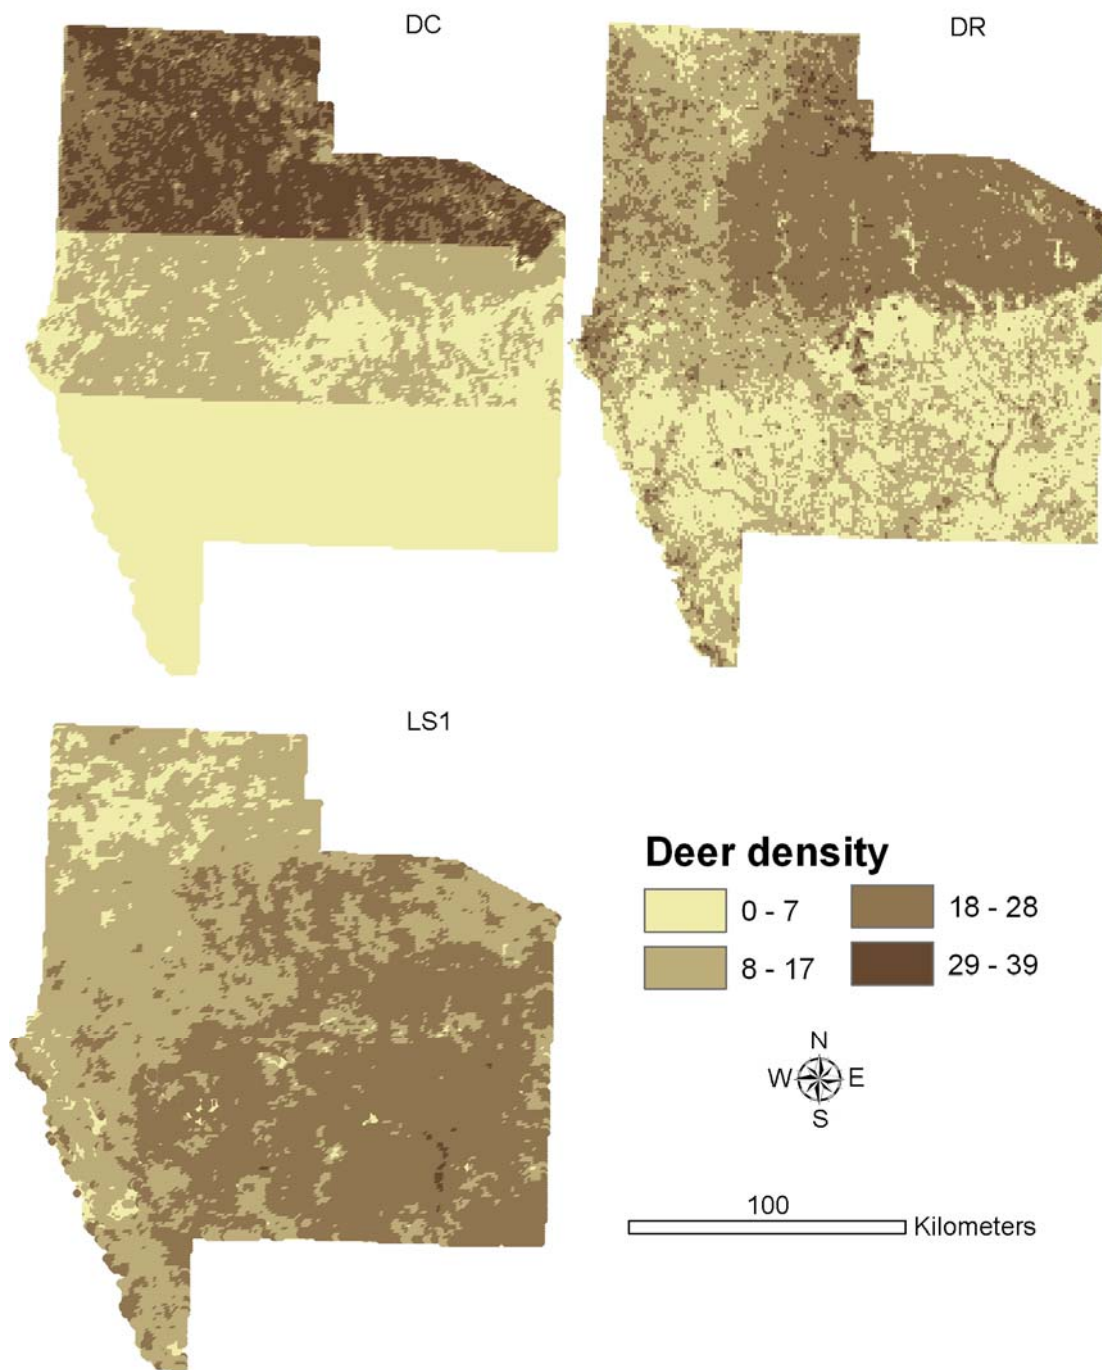 DC
DR
LS1
Deer density
0 - 7
18 - 28
8 - 17
29 - 39
N
W E
S
100
Kilometers